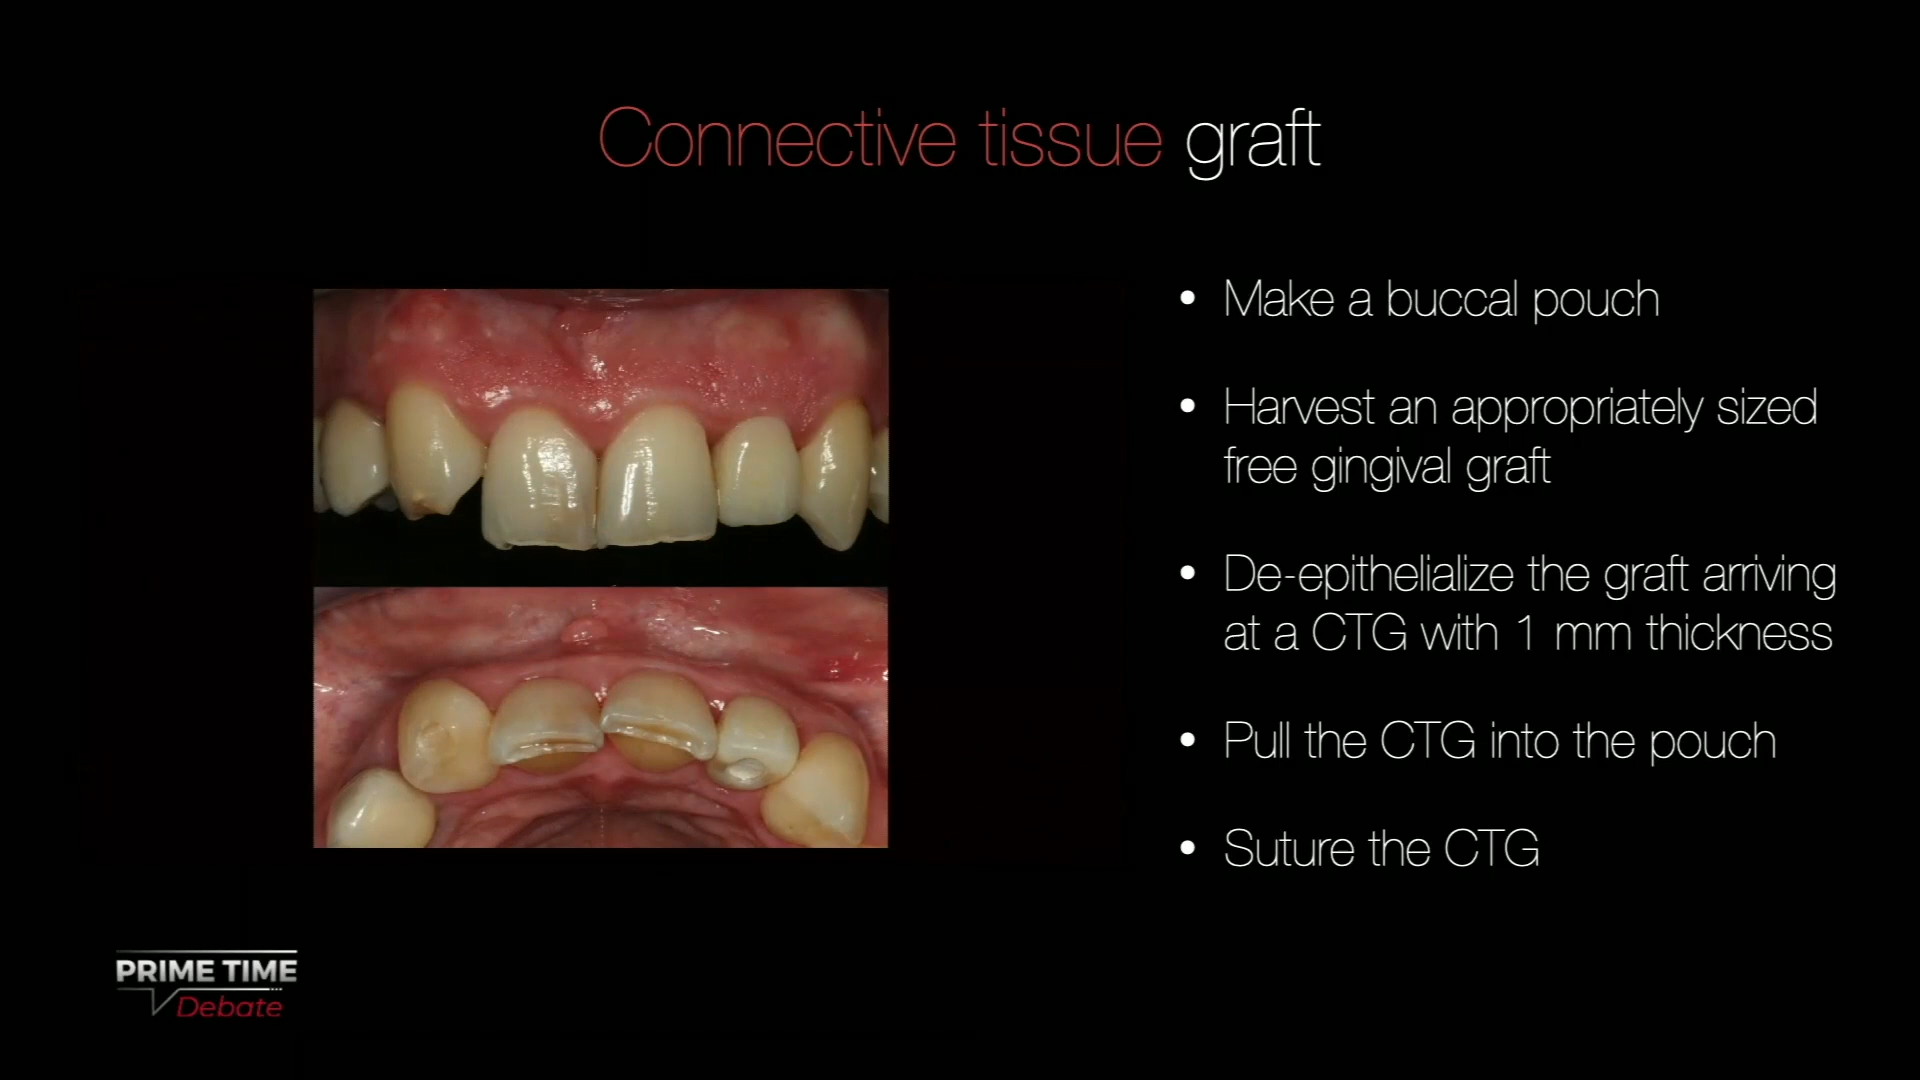 Connective tissue graft
• Make a buccal pouch
• Harvest an appropriately sized
free gingival graft
• De-epithelialize the graft arriving
at a CTG with 1 mm thickness
• Pull the CTG into the pouch
• Suture the CTG
PRIME TIME
Debate